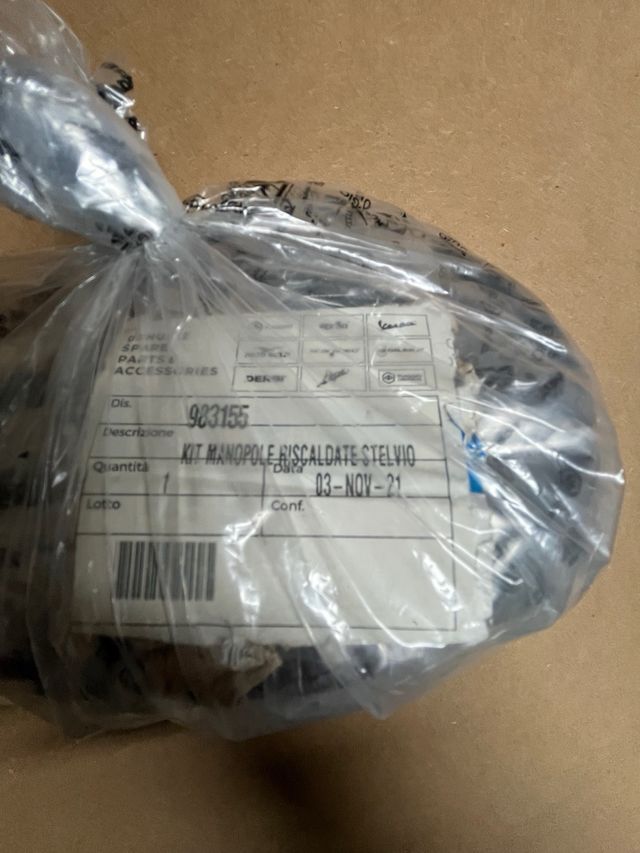 GENUINE
SPARE
PARTS &
ACCESSORIES
Vespa
DERBI
Dis.
983155
Descrizione
KIT MANOPOLE RISCALDATE STELVIO
Quantità
1
Data
03-NOV-21
Lotto
Conf.